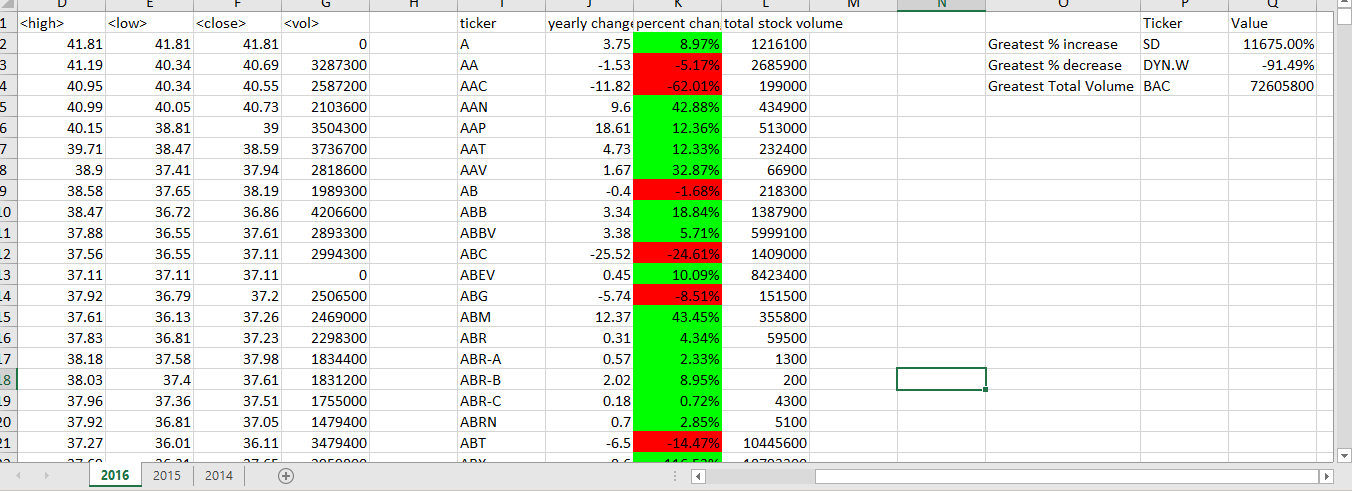 D E F G H I J K L M N O P Q
1 <high> <low> <close> <vol> ticker yearly change percent chan total stock volume Ticker Value
2 41.81 41.81 41.81 0 A 3.75 8.97% 1216100 Greatest % increase SD 11675.00%
3 41.19 40.34 40.69 3287300 AA -1.53 -5.17% 2685900 Greatest % decrease DYN.W -91.49%
4 40.95 40.34 40.55 2587200 AAC -11.82 -62.01% 199000 Greatest Total Volume BAC 72605800
5 40.99 40.05 40.73 2103600 AAN 9.6 42.88% 434900
6 40.15 38.81 39 3504300 AAP 18.61 12.36% 513000
7 39.71 38.47 38.59 3736700 AAT 4.73 12.33% 232400
8 38.9 37.41 37.94 2818600 AAV 1.67 32.87% 66900
9 38.58 37.65 38.19 1989300 AB -0.4 -1.68% 218300
10 38.47 36.72 36.86 4206600 ABB 3.34 18.84% 1387900
11 37.88 36.55 37.61 2893300 ABBV 3.38 5.71% 5999100
12 37.56 36.55 37.11 2994300 ABC -25.52 -24.61% 1409000
13 37.11 37.11 37.11 0 ABEV 0.45 10.09% 8423400
14 37.92 36.79 37.2 2506500 ABG -5.74 -8.51% 151500
15 37.61 36.13 37.26 2469000 ABM 12.37 43.45% 355800
16 37.83 36.81 37.23 2298300 ABR 0.31 4.34% 59500
17 38.18 37.58 37.98 1834400 ABR-A 0.57 2.33% 1300
18 38.03 37.4 37.61 1831200 ABR-B 2.02 8.95% 200
19 37.96 37.36 37.51 1755000 ABR-C 0.18 0.72% 4300
20 37.92 36.81 37.05 1479400 ABRN 0.7 2.85% 5100
21 37.27 36.01 36.11 3479400 ABT -6.5 -14.47% 10445600
2016 2015 2014